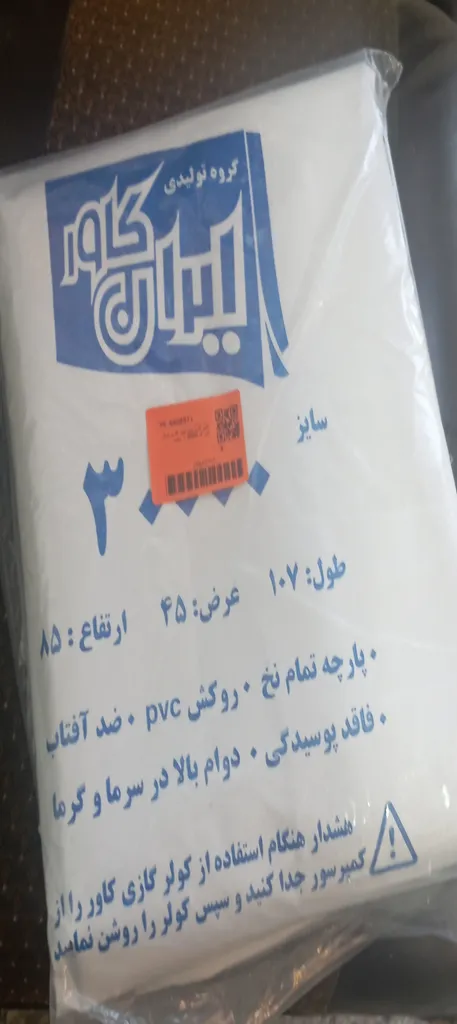 گروه تولیدی
ایران کاور
سایز
۳۰۰۰۰
طول: ۱۰۷ عرض: ۴۵ ارتفاع: ۸۵
• پارچه تمام نخ • روکش pvc • ضد آفتاب
• فاقد پوسیدگی • دوام بالا در سرما و گرما
هشدار هنگام استفاده از کولر گازی کاور را از
کمپرسور جدا کنید و سپس کولر را روشن نمایید